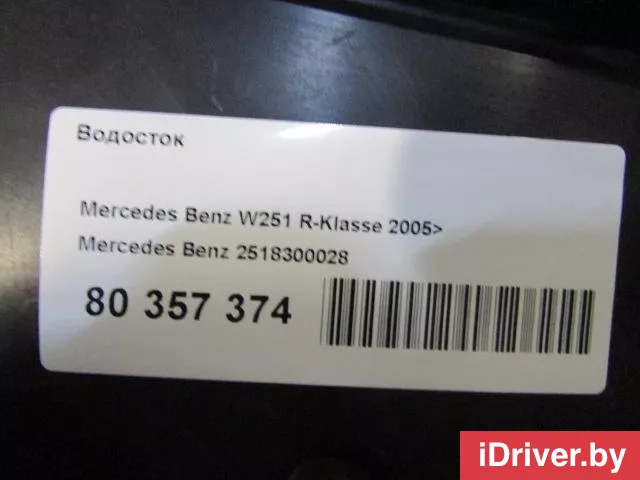 Водосток
Mercedes Benz W251 R-Klasse 2005>
Mercedes Benz 2518300028
80 357 374
iDriver.by